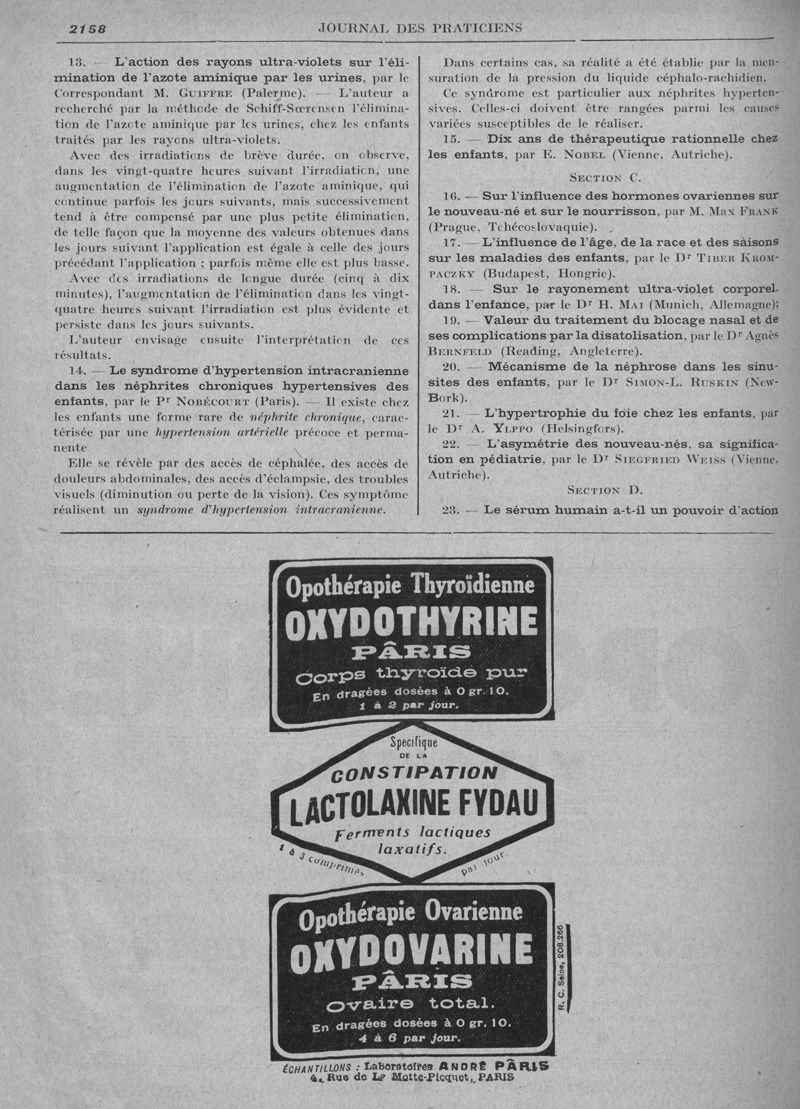 2158
JOURNAL DES PRATICIENS
13. — L'action des rayons ultra-violets sur l'éli-
mination de l'azote aminique par les urines, par le
Correspondant M. GUIFFRE (Palerme). — L'auteur a
recherché par la méthode de Schiff-Sœrensen l'élimina-
tion de l'azote aminique par les urines, chez les enfants
traités par les rayons ultra-violets.
Avec des irradiations de brève durée, on observe,
dans les vingt-quatre heures suivant l'irradiation, une
augmentation de l'élimination de l'azote aminique, qui
continue parfois les jours suivants, mais successivement
tend à être compensé par une plus petite élimination,
de telle façon que la moyenne des valeurs obtenues dans
les jours suivant l'application est égale à celle des jours
précédant l'application ; parfois même elle est plus basse.
Avec des irradiations de longue durée (cinq à dix
minutes), l'augmentation de l'élimination dans les vingt-
quatre heures suivant l'irradiation est plus évidente et
persiste dans les jours suivants.
L'auteur envisage ensuite l'interprétation de ces
résultats.
14. — Le syndrome d'hypertension intracranienne
dans les néphrites chroniques hypertensives des
enfants, par le Pr NOBÉCOURT (Paris). — Il existe chez
les enfants une forme rare de néphrite chronique, carac-
térisée par une hypertension artérielle précoce et perma-
nente
Elle se révèle par des accès de céphalée, des accès de
douleurs abdominales, des accès d'éclampsie, des troubles
visuels (diminution ou perte de la vision). Ces symptôme
réalisent un syndrome d'hypertension intracranienne.
Dans certains cas, sa réalité a été établie par la men-
suration de la pression du liquide céphalo-rachidien.
Ce syndrome est particulier aux néphrites hyperten-
sives. Celles-ci doivent être rangées parmi les causes
variées susceptibles de le réaliser.
15. — Dix ans de thérapeutique rationnelle chez
les enfants, par E. NOBEL (Vienne, Autriche).
SECTION C.
16. — Sur l'influence des hormones ovariennes sur
le nouveau-né et sur le nourrisson, par M. Max FRANK
(Prague, Tchécoslovaquie).
17. — L'influence de l'âge, de la race et des saisons
sur les maladies des enfants, par le Dr TIBER KROM-
PACZKY (Budapest, Hongrie).
18. — Sur le rayonement ultra-violet corporel
dans l'enfance, par le Dr H. MAI (Munich, Allemagne);
19. — Valeur du traitement du blocage nasal et de
ses complications par la disatolisation, par le Dr Agnès
BERNFELD (Reading, Angleterre).
20. — Mécanisme de la néphrose dans les sinu-
sites des enfants, par le Dr SIMON-L. RUSKIN (New-
Bork).
21. — L'hypertrophie du foie chez les enfants, par
le Dr A. YLPPO (Helsingfors).
22. — L'asymétrie des nouveau-nés, sa significa-
tion en pédiatrie, par le Dr SIEGFRIED WEISS (Vienne,
Autriche).
SECTION D.
23. — Le sérum humain a-t-il un pouvoir d'action
Opothérapie Thyroïdienne
OXYDOTHYRINE
PÂRIS
Corps thyroïde pur
En dragées dosées à 0 gr. 10.
1 à 2 par jour.
Spécifique
DE LA
CONSTIPATION
LACTOLAXINE FYDAU
Ferments lactiques
laxatifs.
1 à 3 comprimés par jour
Opothérapie Ovarienne
OXYDOVARINE
PÂRIS
ovaire total.
En dragées dosées à 0 gr. 10.
4 à 6 par jour.
R. C. Seine, 208.266
ÉCHANTILLONS : Laboratoires ANDRÉ PÂRIS
4, Rue de La Motte-Picquet, PARIS